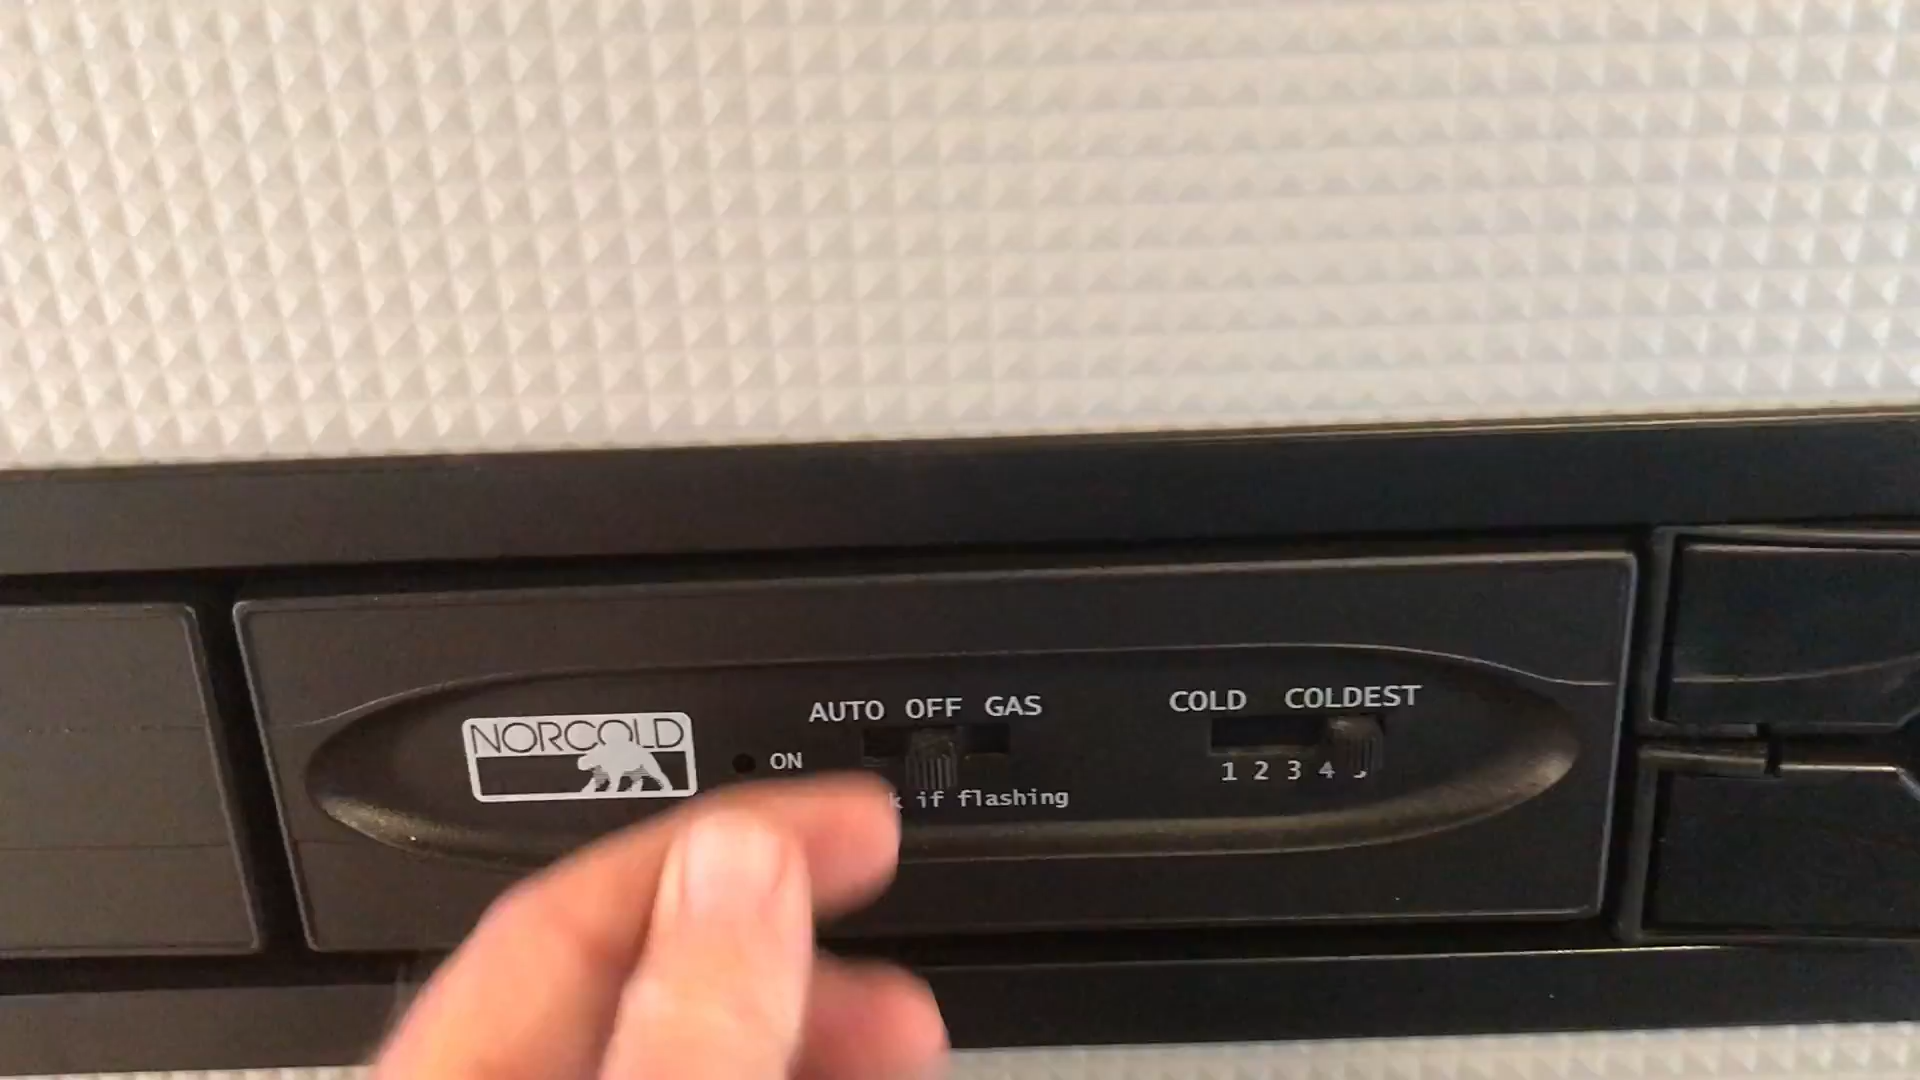 NORCOLD
ON
AUTO OFF GAS
if flashing
COLD COLDEST
1 2 3 4